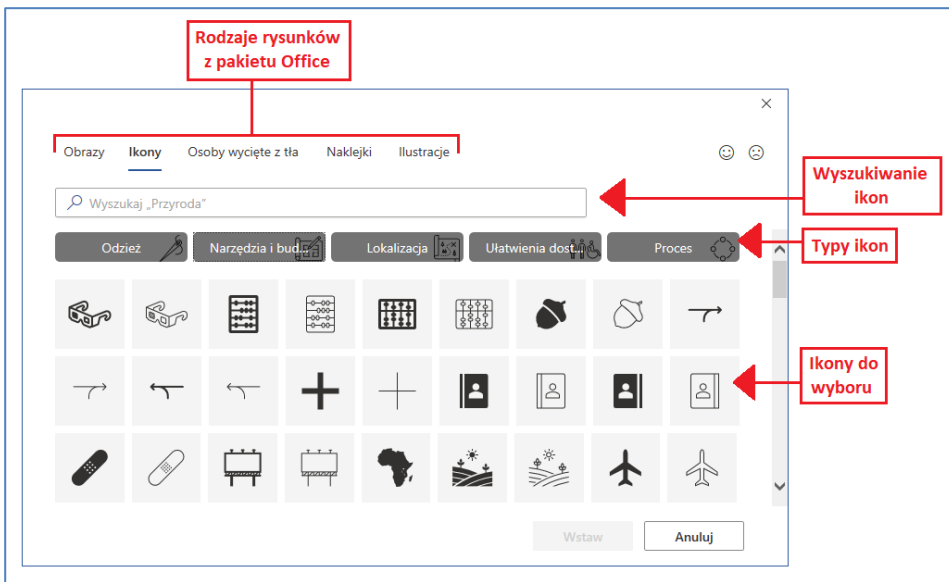 Rodzaje rysunków
z pakietu Office
Obrazy Ikony Osoby wycięte z tła Naklejki Ilustracje
Wyszukaj „Przyroda”
Wyszukiwanie
ikon
Odzież Narzędzia i bud... Lokalizacja Ułatwienia dost... Proces
Typy ikon
Ikony do
wyboru
Wstaw Anuluj